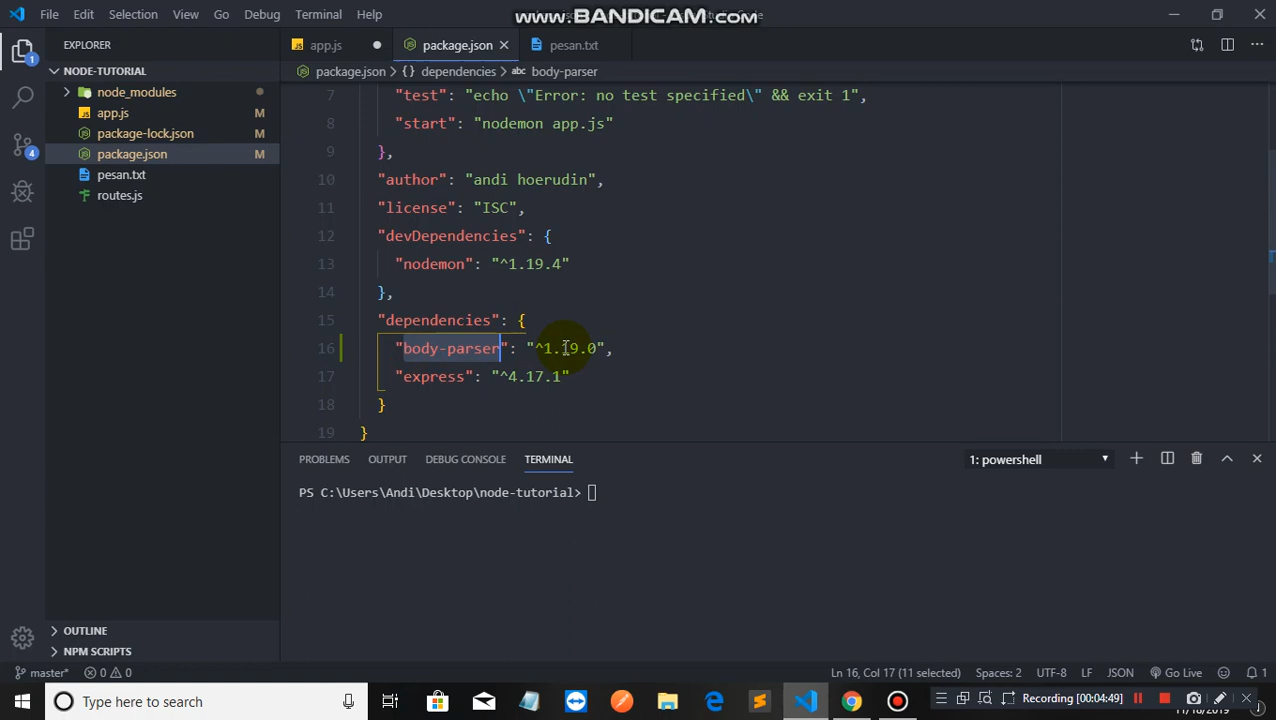 File Edit Selection View Go Debug Terminal Help
www.BANDICAM.com
EXPLORER
app.js
package.json
pesan.txt
NODE-TUTORIAL
package.json > {} dependencies > abc body-parser
node_modules
app.js M
package-lock.json M
package.json M
pesan.txt
routes.js
1
4
7 "test": "echo \"Error: no test specified\" && exit 1",
8 "start": "nodemon app.js"
9 },
10 "author": "andi hoerudin",
11 "license": "ISC",
12 "devDependencies": {
13 "nodemon": "^1.19.4"
14 },
15 "dependencies": {
16 "body-parser": "^1.19.0",
17 "express": "^4.17.1"
18 }
19 }
PROBLEMS OUTPUT DEBUG CONSOLE TERMINAL
1: powershell
PS C:\Users\Andi\Desktop\node-tutorial>
OUTLINE
NPM SCRIPTS
master* 0 0
Ln 16, Col 17 (11 selected) Spaces: 2 UTF-8 LF JSON Go Live 1
Type here to search
Recording [00:04:49]